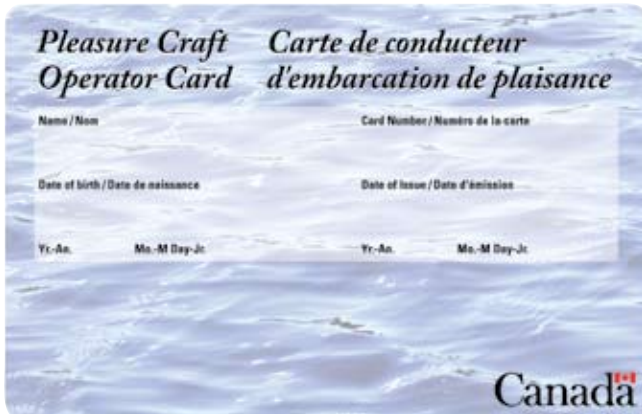 Pleasure Craft Carte de conducteur
Operator Card d'embarcation de plaisance
Name / Nom Card Number / Numéro de la carte
Date of birth / Date de naissance Date of Issue / Date d'émission
Yr.-An. Mo.-M Day-Jr. Yr.-An. Mo.-M Day-Jr.
Canada